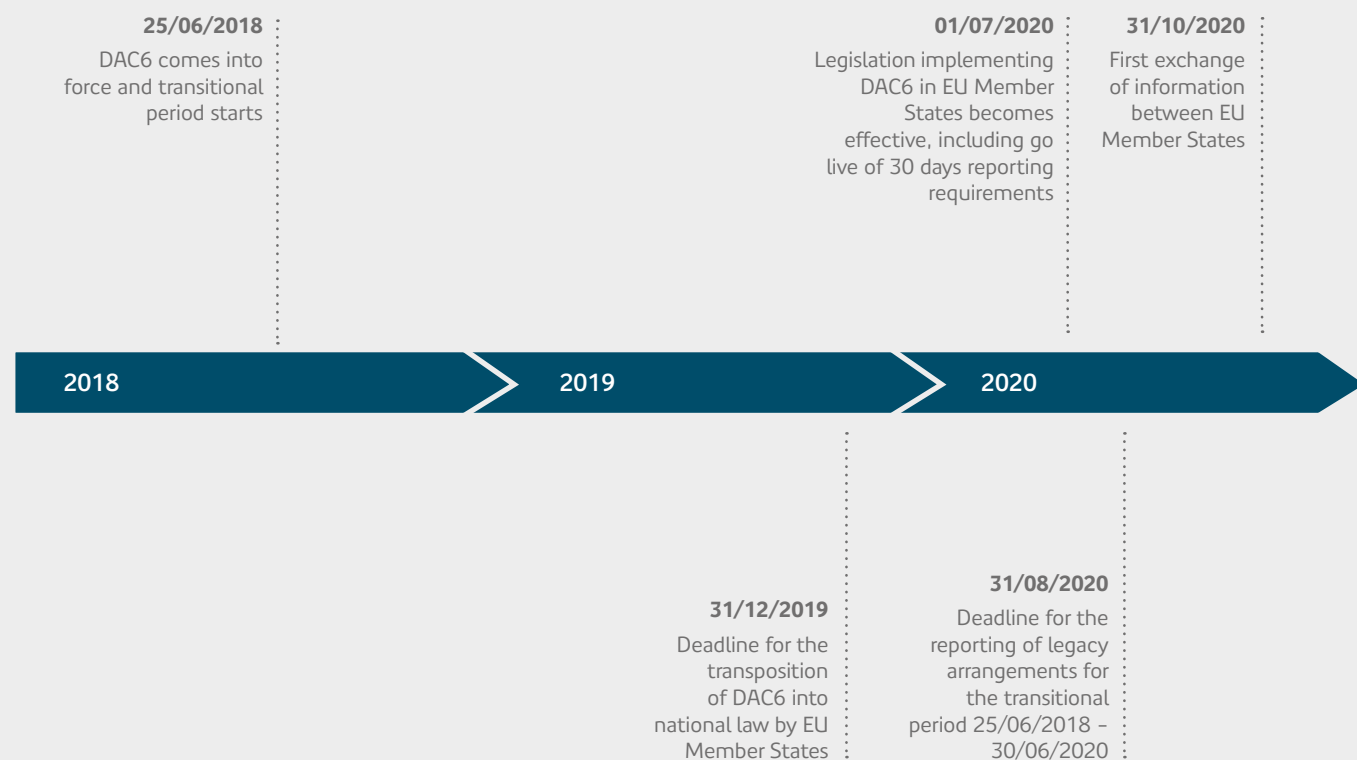 25/06/2018
DAC6 comes into
force and transitional
period starts
01/07/2020
Legislation implementing
DAC6 in EU Member
States becomes
effective, including go
live of 30 days reporting
requirements
31/10/2020
First exchange
of information
between EU
Member States
2018
2019
2020
31/12/2019
Deadline for the
transposition
of DAC6 into
national law by EU
Member States
31/08/2020
Deadline for the
reporting of legacy
arrangements for
the transitional
period 25/06/2018 –
30/06/2020